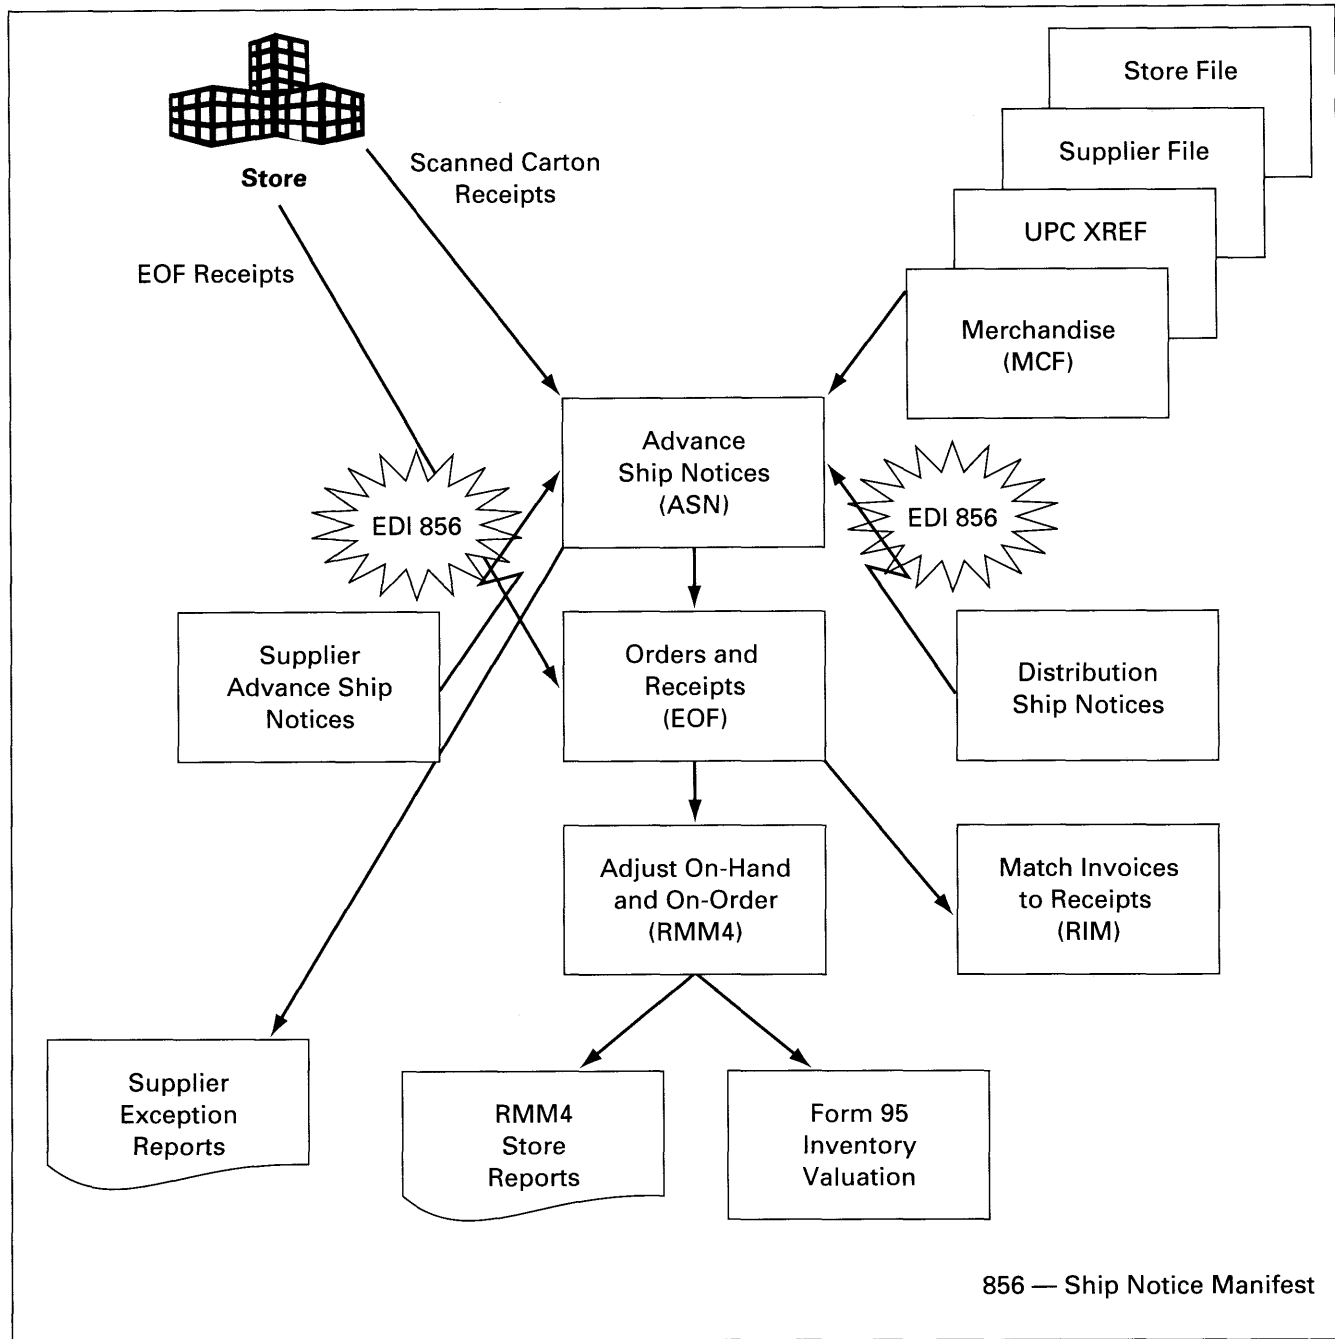 Store File
Supplier File
UPC XREF
Merchandise
(MCF)
Store
Scanned Carton
Receipts
EOF Receipts
Advance
Ship Notices
(ASN)
EDI 856
EDI 856
Supplier
Advance Ship
Notices
Orders and
Receipts
(EOF)
Distribution
Ship Notices
Adjust On-Hand
and On-Order
(RMM4)
Match Invoices
to Receipts
(RIM)
Supplier
Exception
Reports
RMM4
Store
Reports
Form 95
Inventory
Valuation
856 — Ship Notice Manifest